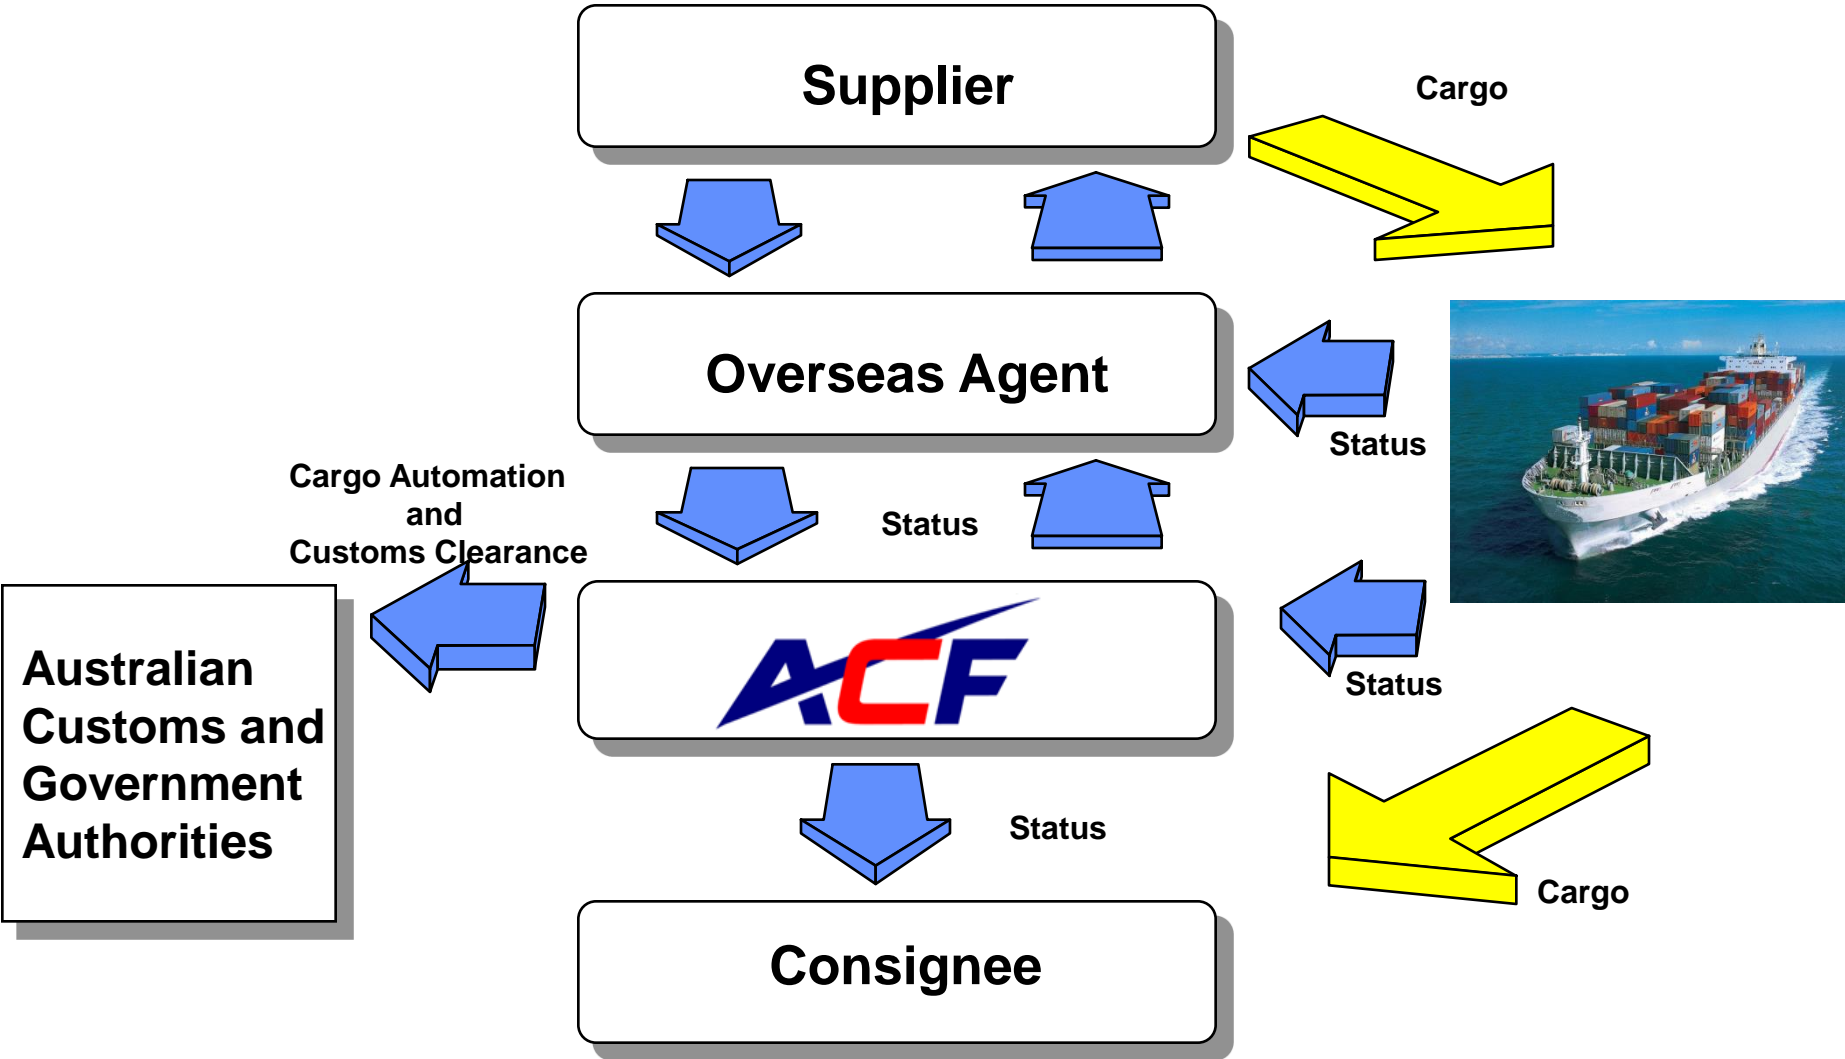 Supplier
Cargo
Overseas Agent
Status
Cargo Automation
and
Customs Clearance
Status
ACF
Status
Australian
Customs and
Government
Authorities
Status
Cargo
Consignee